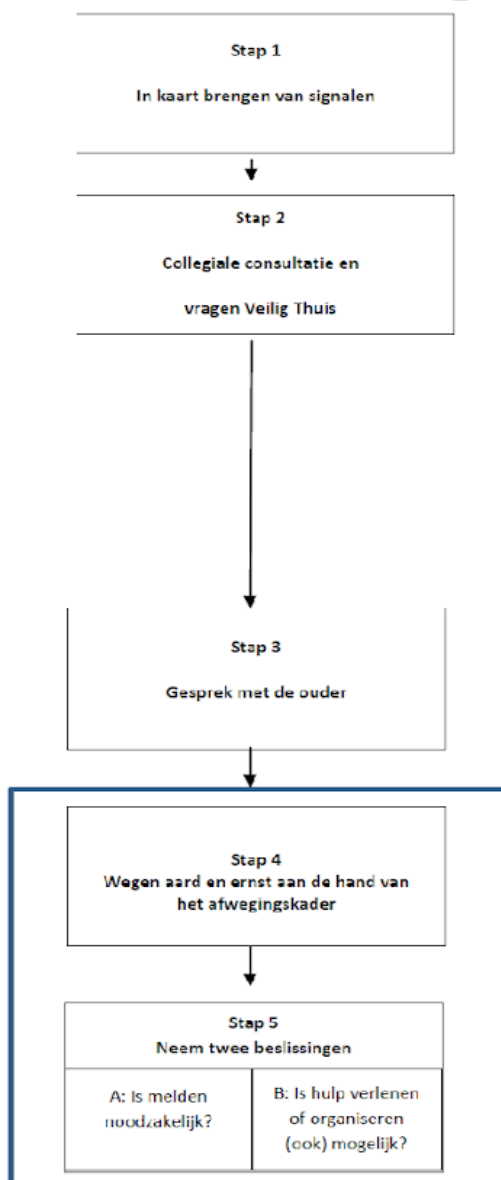 Stap 1
In kaart brengen van signalen
Stap 2
Collegiale consultatie en
vragen Veilig Thuis
Stap 3
Gesprek met de ouder
Stap 4
Wegen aard en ernst aan de hand van
het afwegingskader
Stap 5
Neem twee beslissingen
A: Is melden
noodzakelijk?
B: Is hulp verlenen
of organiseren
(ook) mogelijk?